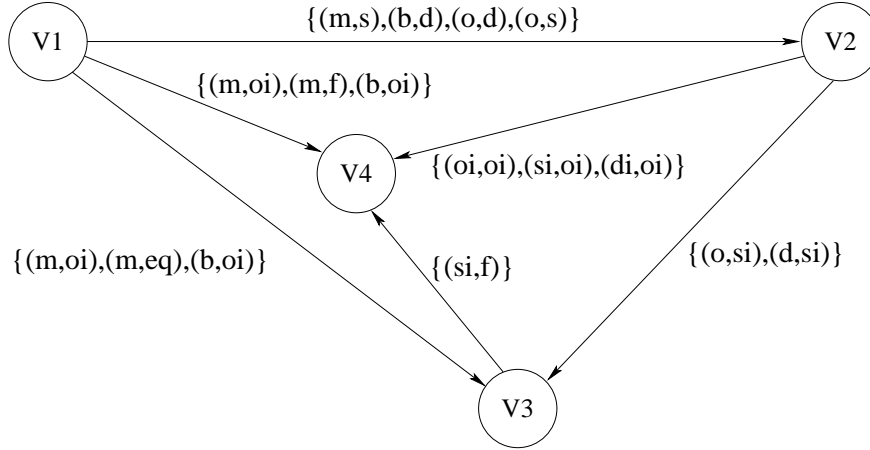 {(m,s),(b,d),(o,d),(o,s)}
V1
V2
{(m,oi),(m,f),(b,oi)}
{(oi,oi),(si,oi),(di,oi)}
V4
{(m,oi),(m,eq),(b,oi)}
{(si,f)}
{(o,si),(d,si)}
V3